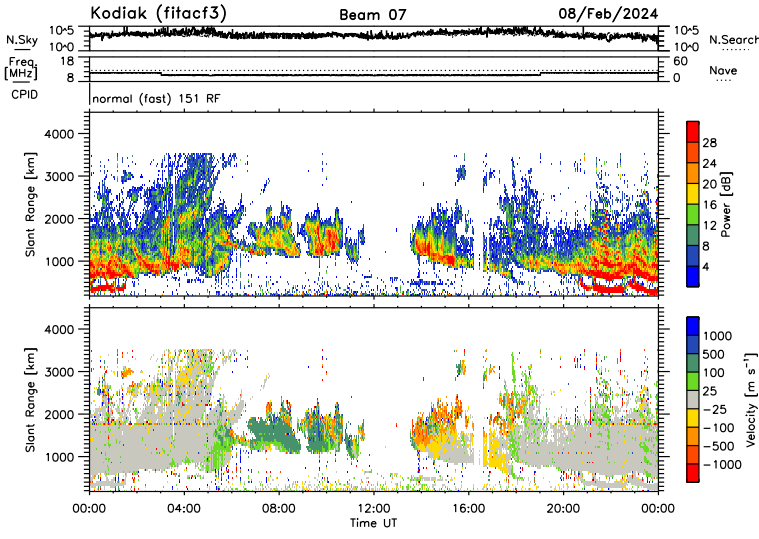 Kodiak (fitacf3) Beam 07 08/Feb/2024
N.Sky 10^5 10^0 10^5 10^0 N.Search
Freq. [MHz] 18 8 60 0 Nave
CPID normal (fast) 151 RF
Slant Range [km]
4000
3000
2000
1000
Power [dB]
28
24
20
16
12
8
4
Slant Range [km]
4000
3000
2000
1000
Velocity [m s⁻¹]
1000
500
100
25
-25
-100
-500
-1000
00:00 04:00 08:00 12:00 16:00 20:00 00:00
Time UT